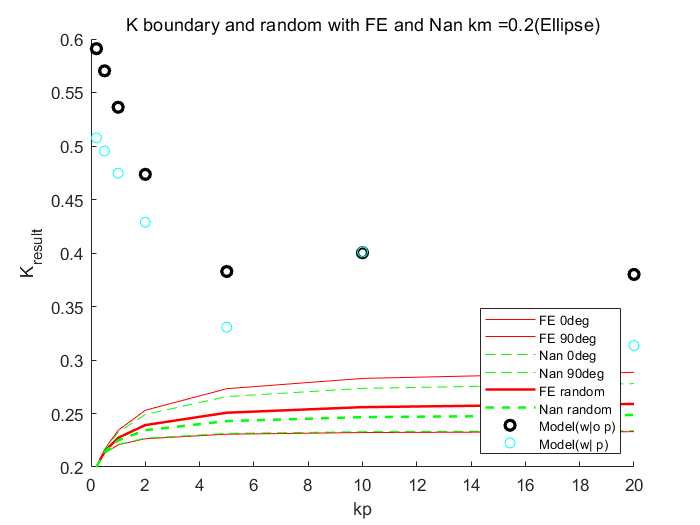 K boundary and random with FE and Nan km =0.2(Ellipse)
0.6
0.55
0.5
0.45
0.4
0.35
0.3
0.25
0.2
K_result
FE 0deg
FE 90deg
Nan 0deg
Nan 90deg
FE random
Nan random
Model(w|o p)
Model(w| p)
0 2 4 6 8 10 12 14 16 18 20
kp